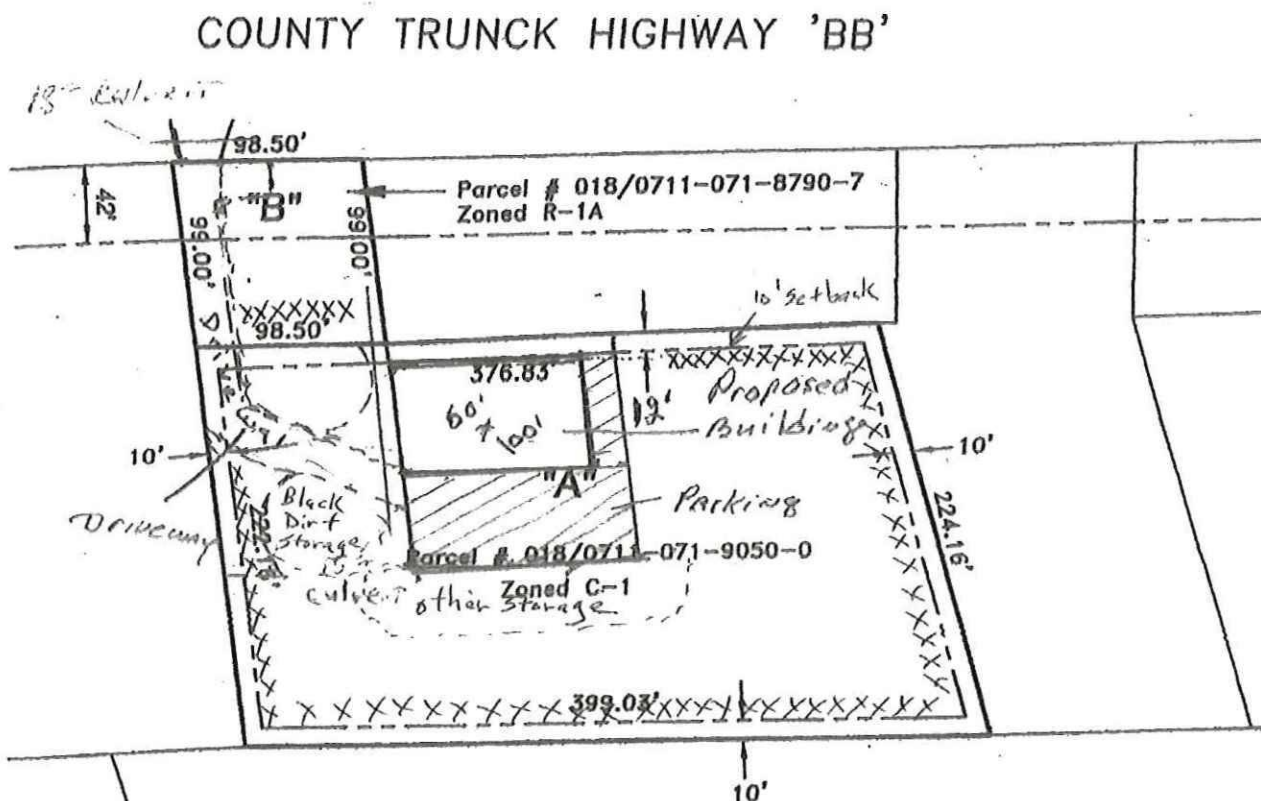 COUNTY TRUNCK HIGHWAY 'BB'
18" Culvert
98.50'
42'
"B"
Parcel # 018/0711-071-8790-7
Zoned R-1A
99.00'
99.00'
XXXXXXX
98.50'
10' setback
XXXXXXXXXXXX
376.83'
60' x 100'
12'
Proposed
Building
10'
10'
"A"
Driveway
Black
Dirt
Storage
Parking
224.16'
Parcel # 018/0711-071-9050-0
Zoned C-1
Culvert
other storage
399.03'
10'